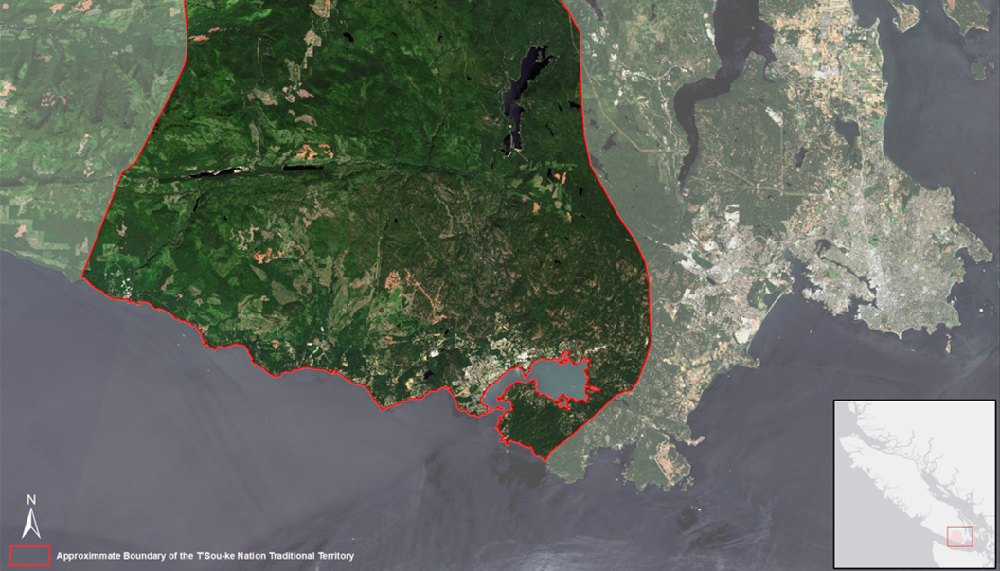 N
Approximmate Boundary of the T'Sou-ke Nation Traditional Territory